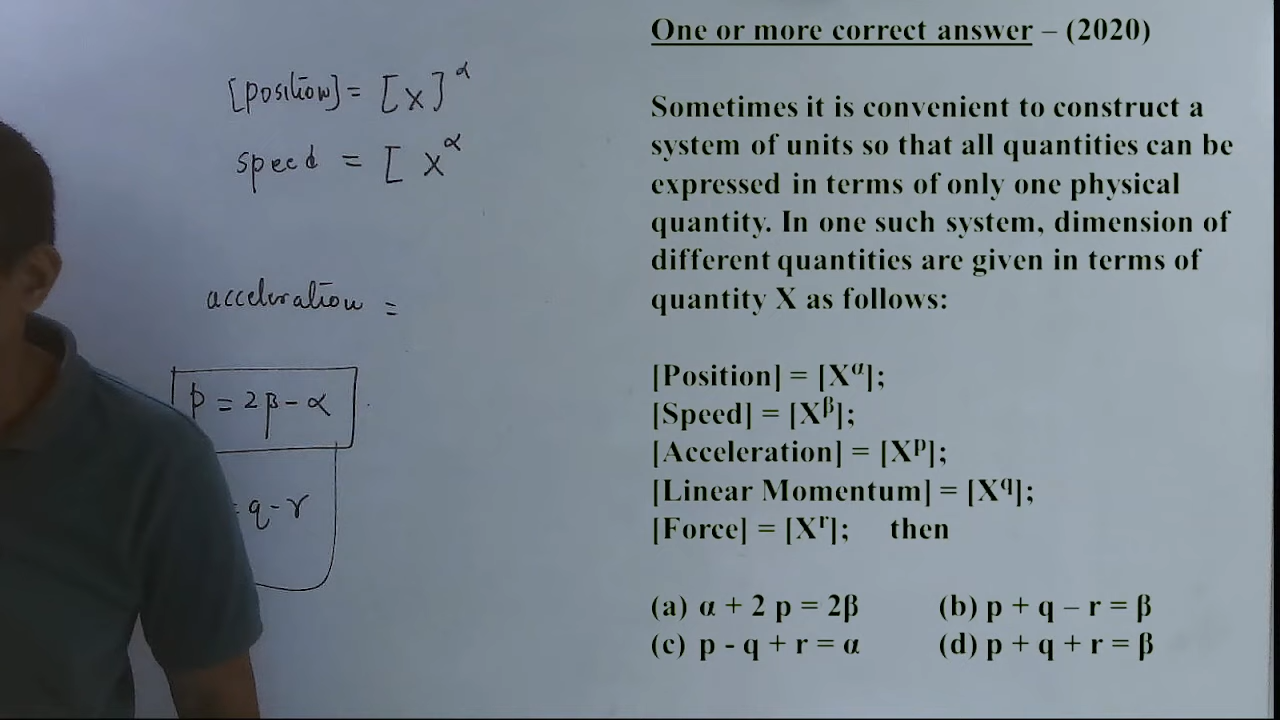 [position] = [x]^α
speed = [ x^α
acceleration =
p = 2β - α
= q - r
One or more correct answer – (2020)
Sometimes it is convenient to construct a
system of units so that all quantities can be
expressed in terms of only one physical
quantity. In one such system, dimension of
different quantities are given in terms of
quantity X as follows:
[Position] = [X^α];
[Speed] = [X^β];
[Acceleration] = [X^p];
[Linear Momentum] = [X^q];
[Force] = [X^r]; then
(a) α + 2 p = 2β (b) p + q – r = β
(c) p - q + r = α (d) p + q + r = β